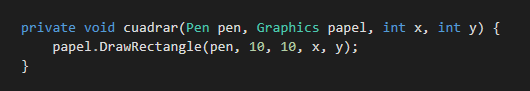 private void cuadrar(Pen pen, Graphics papel, int x, int y) {
    papel.DrawRectangle(pen, 10, 10, x, y);
}